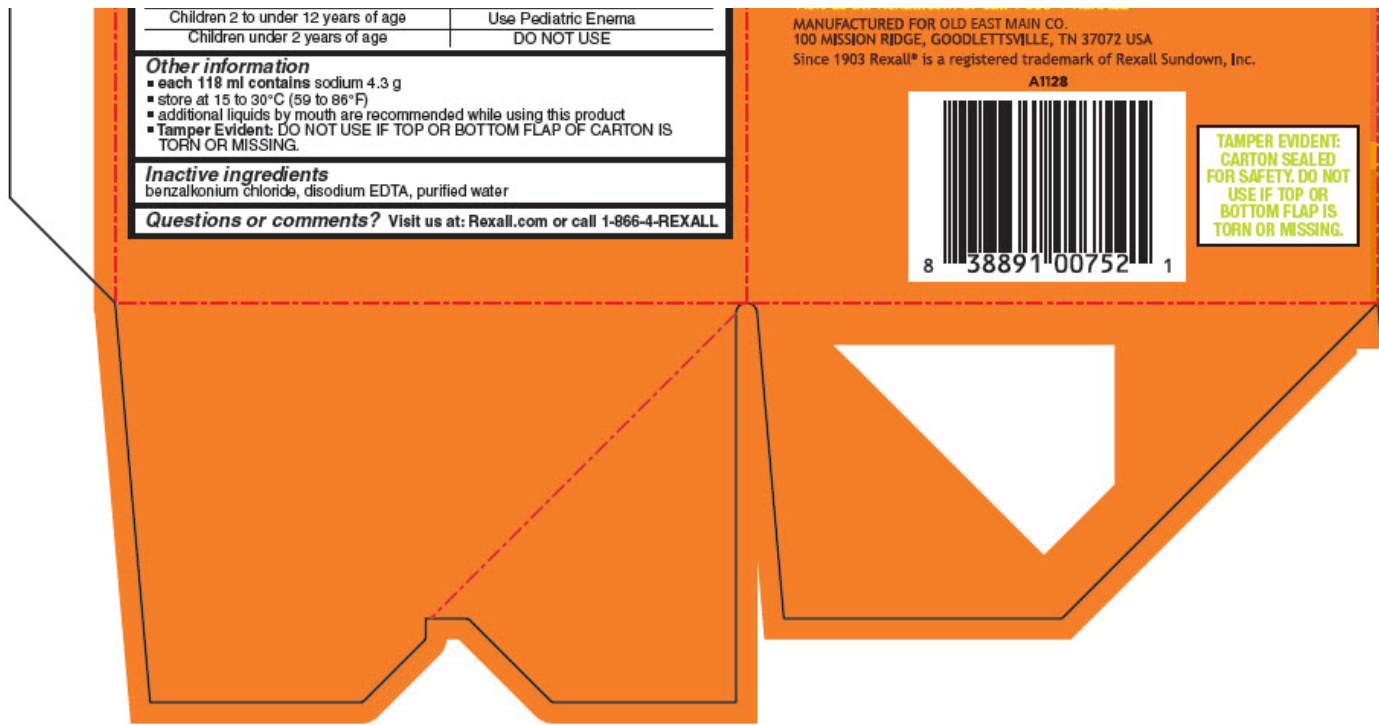 Children 2 to under 12 years of age Use Pediatric Enema
Children under 2 years of age DO NOT USE
Other information
▪ each 118 ml contains sodium 4.3 g
▪ store at 15 to 30°C (59 to 86°F)
▪ additional liquids by mouth are recommended while using this product
▪ Tamper Evident: DO NOT USE IF TOP OR BOTTOM FLAP OF CARTON IS
TORN OR MISSING.
Inactive ingredients
benzalkonium chloride, disodium EDTA, purified water
Questions or comments? Visit us at: Rexall.com or call 1-866-4-REXALL
MANUFACTURED FOR OLD EAST MAIN CO.
100 MISSION RIDGE, GOODLETTSVILLE, TN 37072 USA
Since 1903 Rexall® is a registered trademark of Rexall Sundown, Inc.
A1128
8 38891 00752 1
TAMPER EVIDENT:
CARTON SEALED
FOR SAFETY. DO NOT
USE IF TOP OR
BOTTOM FLAP IS
TORN OR MISSING.